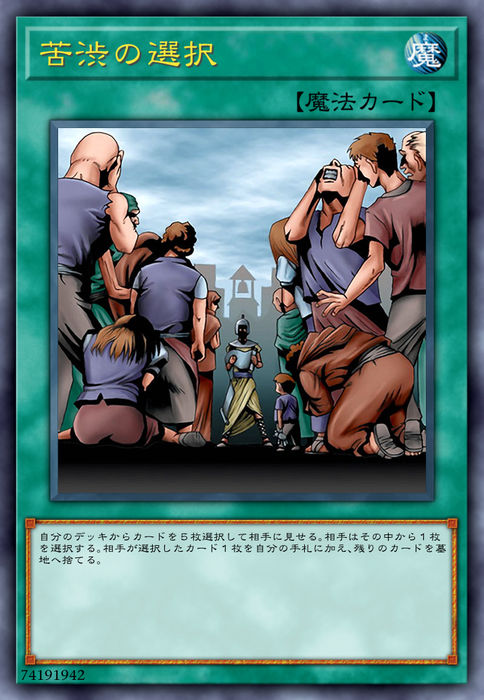 苦渋の選択
魔
【魔法カード】
自分のデッキからカードを５枚選択して相手に見せる。相手はその中から１枚
を選択する。相手が選択したカード１枚を自分の手札に加え、残りのカードを墓
地へ捨てる。
74191942